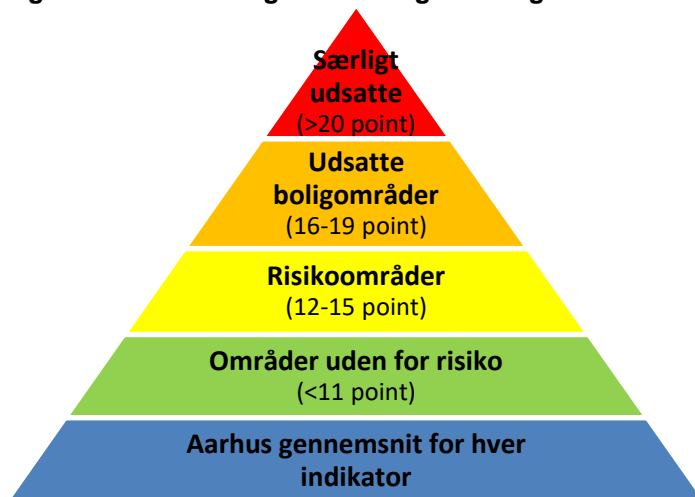 Særligt
udsatte
(>20 point)
Udsatte
boligområder
(16-19 point)
Risikoområder
(12-15 point)
Områder uden for risiko
(<11 point)
Aarhus gennemsnit for hver
indikator